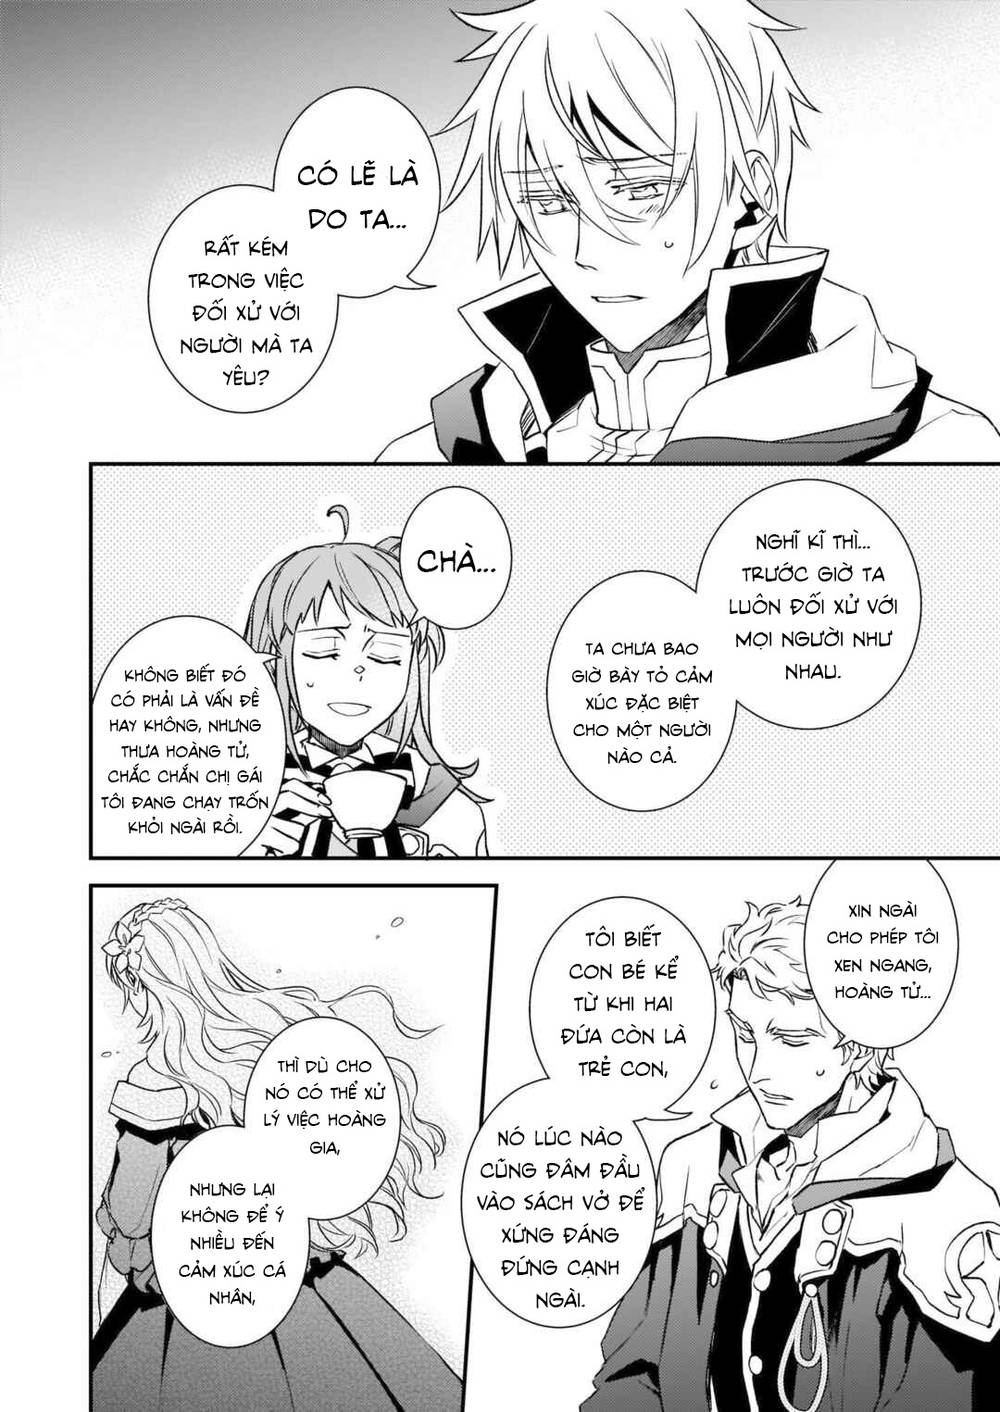 CÓ LẼ LÀ
DO TA...
RẤT KÉM
TRONG VIỆC
ĐỐI XỬ VỚI
NGƯỜI MÀ TA
YÊU?
NGHĨ KĨ THÌ...
TRƯỚC GIỜ TA
LUÔN ĐỐI XỬ VỚI
MỌI NGƯỜI NHƯ
NHAU.
TA CHƯA BAO
GIỜ BÀY TỎ CẢM
XÚC ĐẶC BIỆT
CHO MỘT NGƯỜI
NÀO CẢ.
CHÀ...
KHÔNG BIẾT ĐÓ
CÓ PHẢI LÀ VẤN ĐỀ
HAY KHÔNG, NHƯNG
THƯA HOÀNG TỬ,
CHẮC CHẮN CHỊ GÁI
TÔI ĐANG CHẠY TRỐN
KHỎI NGÀI RỒI.
XIN NGÀI
CHO PHÉP TÔI
XEN NGANG,
HOÀNG TỬ...
TÔI BIẾT
CON BÉ KỂ
TỪ KHI HAI
ĐỨA CÒN LÀ
TRẺ CON,
NÓ LÚC NÀO
CŨNG ĐÂM ĐẦU
VÀO SÁCH VỞ ĐỂ
XỨNG ĐÁNG
ĐỨNG CẠNH
NGÀI.
THÌ DÙ CHO
NÓ CÓ THỂ XỬ
LÝ VIỆC HOÀNG
GIA,
NHƯNG LẠI
KHÔNG ĐỂ Ý
NHIỀU ĐẾN
CẢM XÚC CÁ
NHÂN,